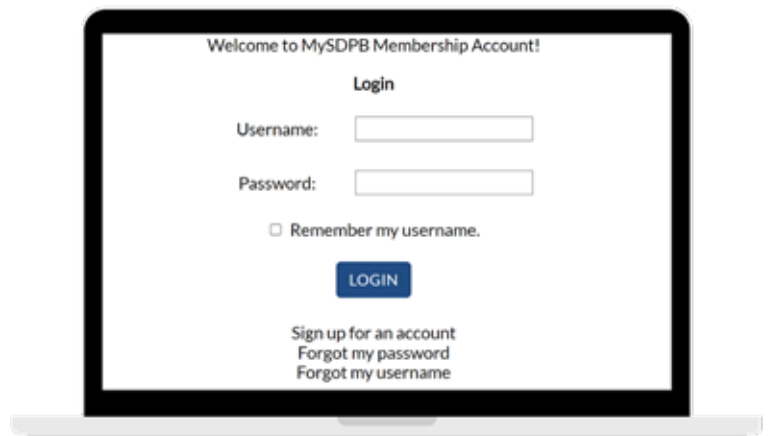 Welcome to MySDPB Membership Account!
Login
Username:
Password:
Remember my username.
LOGIN
Sign up for an account
Forgot my password
Forgot my username